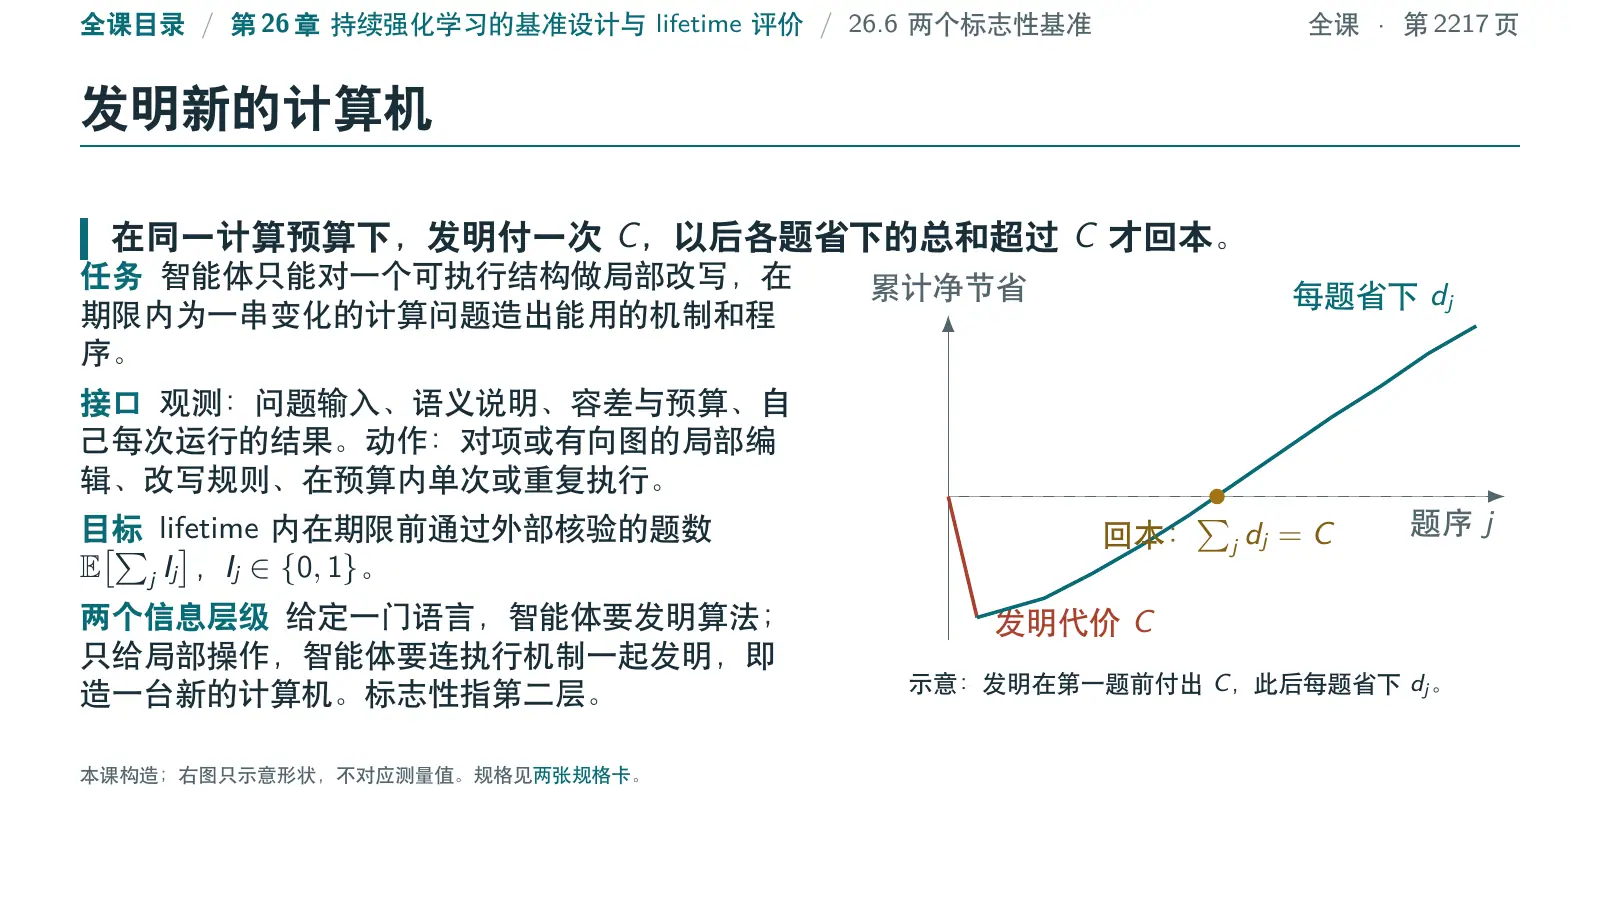 全课目录 / 第 26 章 持续强化学习的基准设计与 lifetime 评价 / 26.6 两个标志性基准
全课 · 第 2217 页
发明新的计算机
在同一计算预算下，发明付一次 C，以后各题省下的总和超过 C 才回本。
任务 智能体只能对一个可执行结构做局部改写，在
期限内为一串变化的计算问题造出能用的机制和程
序。
接口 观测：问题输入、语义说明、容差与预算、自
己每次运行的结果。动作：对项或有向图的局部编
辑、改写规则、在预算内单次或重复执行。
目标 lifetime 内在期限前通过外部核验的题数
𝔼[∑_j I_j]，I_j ∈ {0, 1}。
两个信息层级 给定一门语言，智能体要发明算法；
只给局部操作，智能体要连执行机制一起发明，即
造一台新的计算机。标志性指第二层。
累计净节省
每题省下 d_j
回本：∑_j d_j = C
题序 j
发明代价 C
示意：发明在第一题前付出 C，此后每题省下 d_j。
本课构造；右图只示意形状，不对应测量值。规格见两张规格卡。